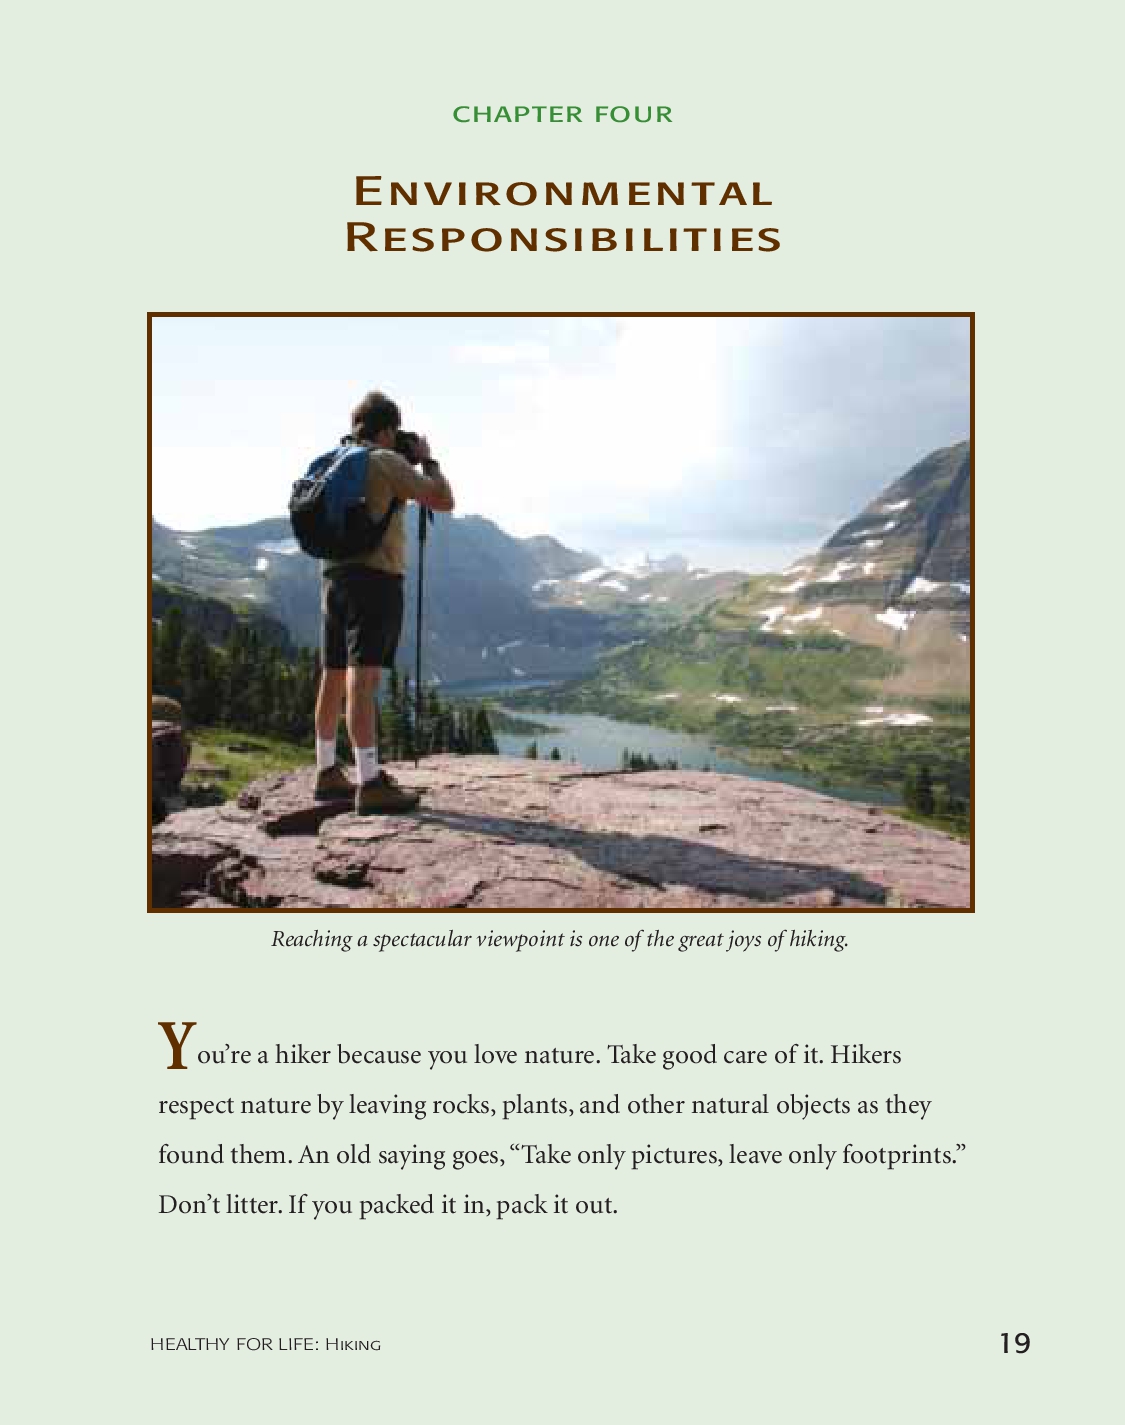 CHAPTER FOUR
ENVIRONMENTAL
RESPONSIBILITIES
Reaching a spectacular viewpoint is one of the great joys of hiking.
You’re a hiker because you love nature. Take good care of it. Hikers
respect nature by leaving rocks, plants, and other natural objects as they
found them. An old saying goes, “Take only pictures, leave only footprints.”
Don’t litter. If you packed it in, pack it out.
HEALTHY FOR LIFE: HIKING
19